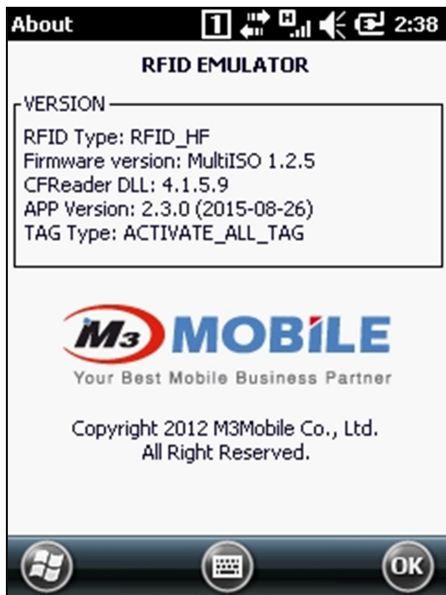 About 1 H 2:38
RFID EMULATOR
VERSION
RFID Type: RFID_HF
Firmware version: MultiISO 1.2.5
CFReader DLL: 4.1.5.9
APP Version: 2.3.0 (2015-08-26)
TAG Type: ACTIVATE_ALL_TAG
M3 MOBILE
Your Best Mobile Business Partner
Copyright 2012 M3Mobile Co., Ltd.
All Right Reserved.
OK